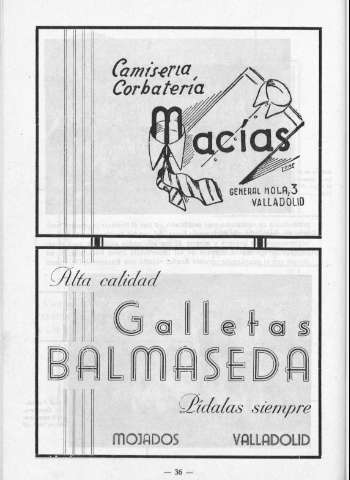 Camisería
Corbatería
Macías
GENERAL MOLA, 3
VALLADOLID
Alta calidad
Galletas
BALMASEDA
Pídalas siempre
MOJADOS VALLADOLID
— 36 —